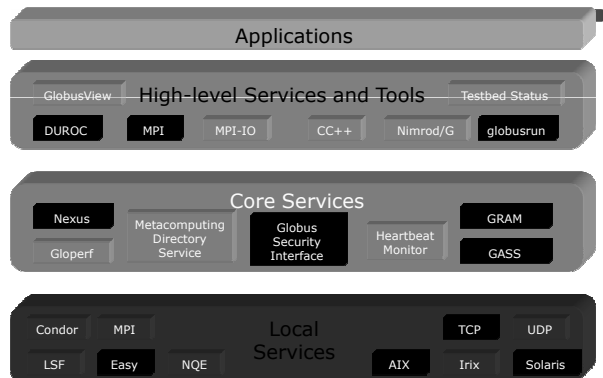 Applications
GlobusView
High-level Services and Tools
Testbed Status
DUROC
MPI
MPI-IO
CC++
Nimrod/G
globusrun
Core Services
Nexus
Metacomputing
Directory
Service
Globus
Security
Interface
Heartbeat
Monitor
GRAM
Gloperf
GASS
Local
Services
Condor
MPI
TCP
UDP
LSF
Easy
NQE
AIX
Irix
Solaris